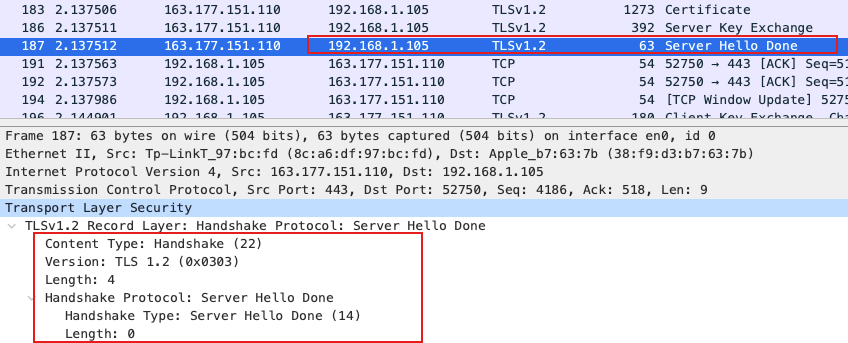 183 2.137506 163.177.151.110 192.168.1.105 TLSv1.2 1273 Certificate
186 2.137511 163.177.151.110 192.168.1.105 TLSv1.2 392 Server Key Exchange
187 2.137512 163.177.151.110 192.168.1.105 TLSv1.2 63 Server Hello Done
191 2.137563 192.168.1.105 163.177.151.110 TCP 54 52750 → 443 [ACK] Seq=51
192 2.137573 192.168.1.105 163.177.151.110 TCP 54 52750 → 443 [ACK] Seq=5
194 2.137986 192.168.1.105 163.177.151.110 TCP 54 [TCP Window Update] 5275
196 2.144901 192.168.1.105 163.177.151.110 TLSv1.2 180 Client Key Exchange, Cha
Frame 187: 63 bytes on wire (504 bits), 63 bytes captured (504 bits) on interface en0, id 0
Ethernet II, Src: Tp-LinkT_97:bc:fd (8c:a6:df:97:bc:fd), Dst: Apple_b7:63:7b (38:f9:d3:b7:63:7b)
Internet Protocol Version 4, Src: 163.177.151.110, Dst: 192.168.1.105
Transmission Control Protocol, Src Port: 443, Dst Port: 52750, Seq: 4186, Ack: 518, Len: 9
Transport Layer Security
TLSv1.2 Record Layer: Handshake Protocol: Server Hello Done
Content Type: Handshake (22)
Version: TLS 1.2 (0x0303)
Length: 4
Handshake Protocol: Server Hello Done
Handshake Type: Server Hello Done (14)
Length: 0